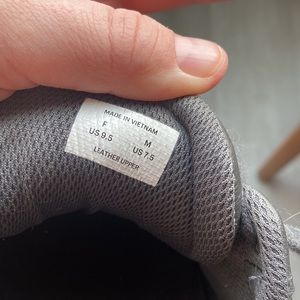 MADE IN VIETNAM
F M
US 9.5 US 7.5
LEATHER UPPER